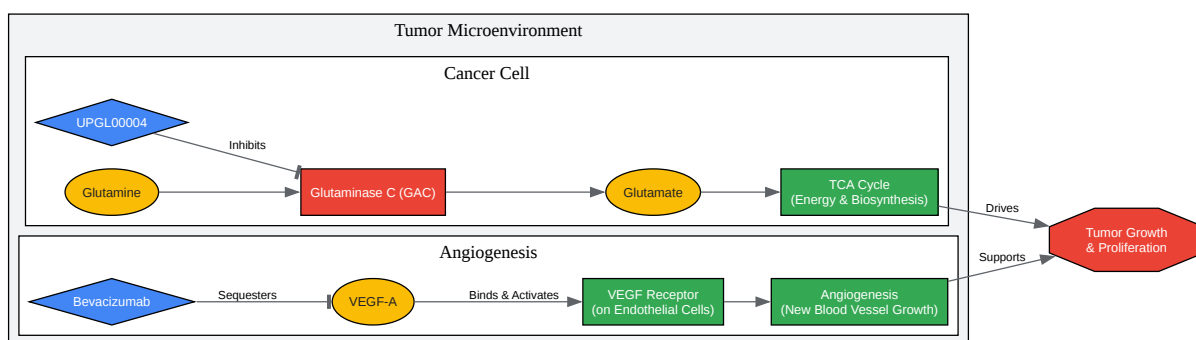 Tumor Microenvironment
Cancer Cell
UPGL00004
Inhibits
Glutamine
Glutaminase C (GAC)
Glutamate
TCA Cycle
(Energy & Biosynthesis)
Drives
Tumor Growth
& Proliferation
Supports
Angiogenesis
Bevacizumab
Sequesters
VEGF-A
Binds & Activates
VEGF Receptor
(on Endothelial Cells)
Angiogenesis
(New Blood Vessel Growth)